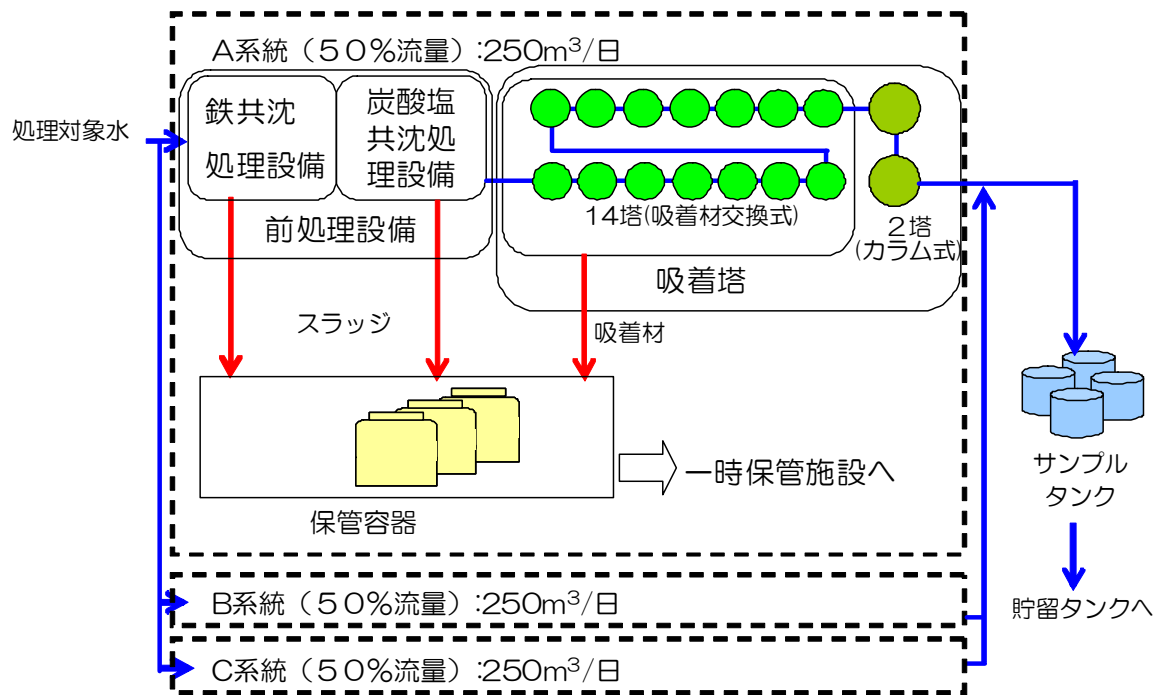 A系統（５０％流量）:250m³/日
処理対象水
鉄共沈
処理設備
炭酸塩
共沈処
理設備
前処理設備
14塔(吸着材交換式)
２塔
(カラム式)
吸着塔
スラッジ
吸着材
保管容器
一時保管施設へ
サンプル
タンク
貯留タンクへ
B系統（５０％流量）:250m³/日
C系統（５０％流量）:250m³/日